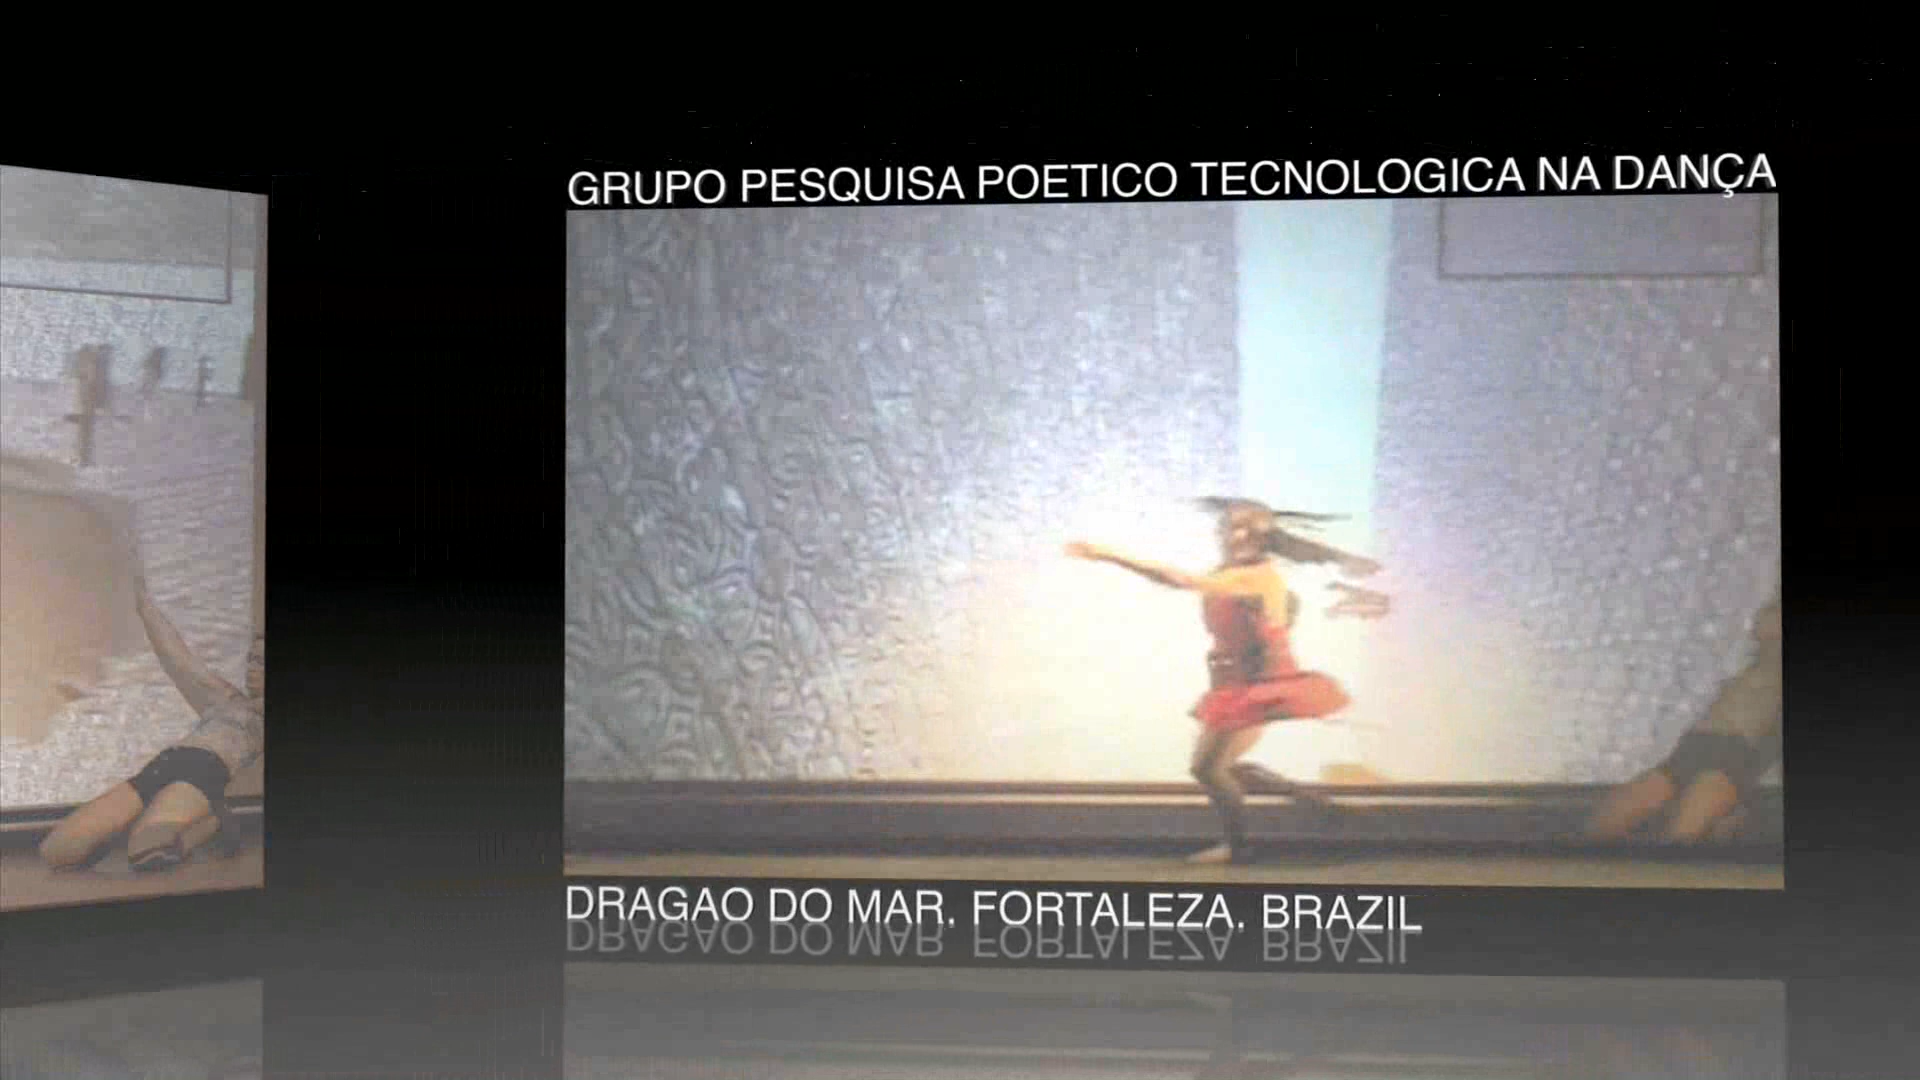 GRUPO PESQUISA POETICO TECNOLOGICA NA DANÇA
DRAGAO DO MAR. FORTALEZA. BRAZIL